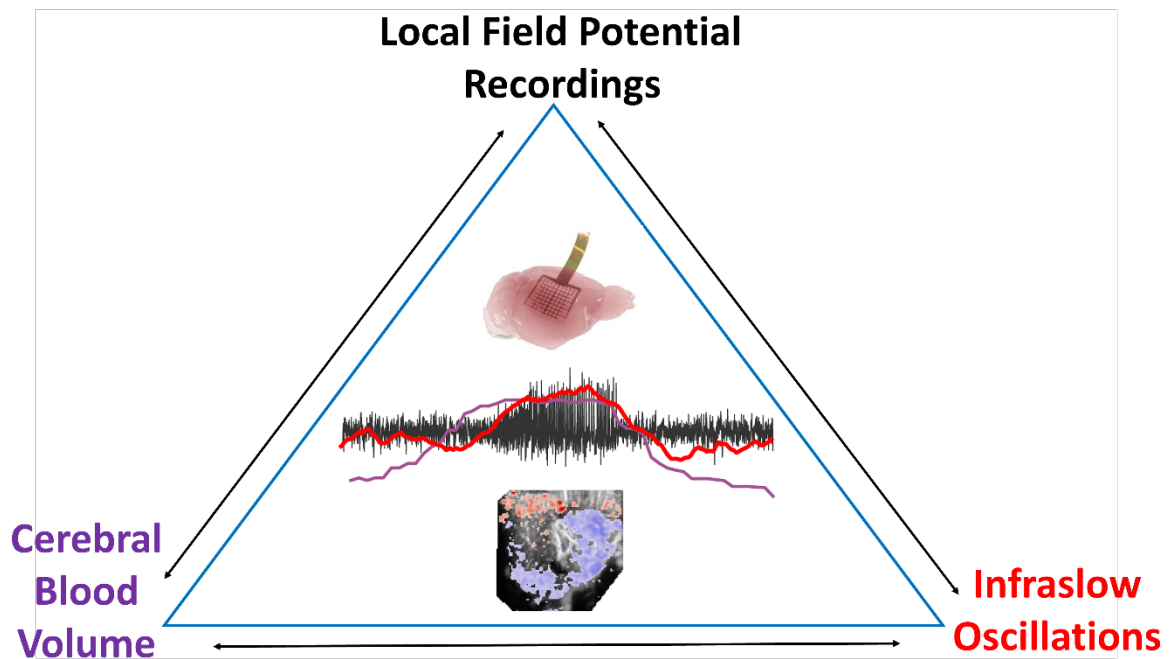 Local Field Potential
Recordings
Cerebral
Blood
Volume
Infraslow
Oscillations